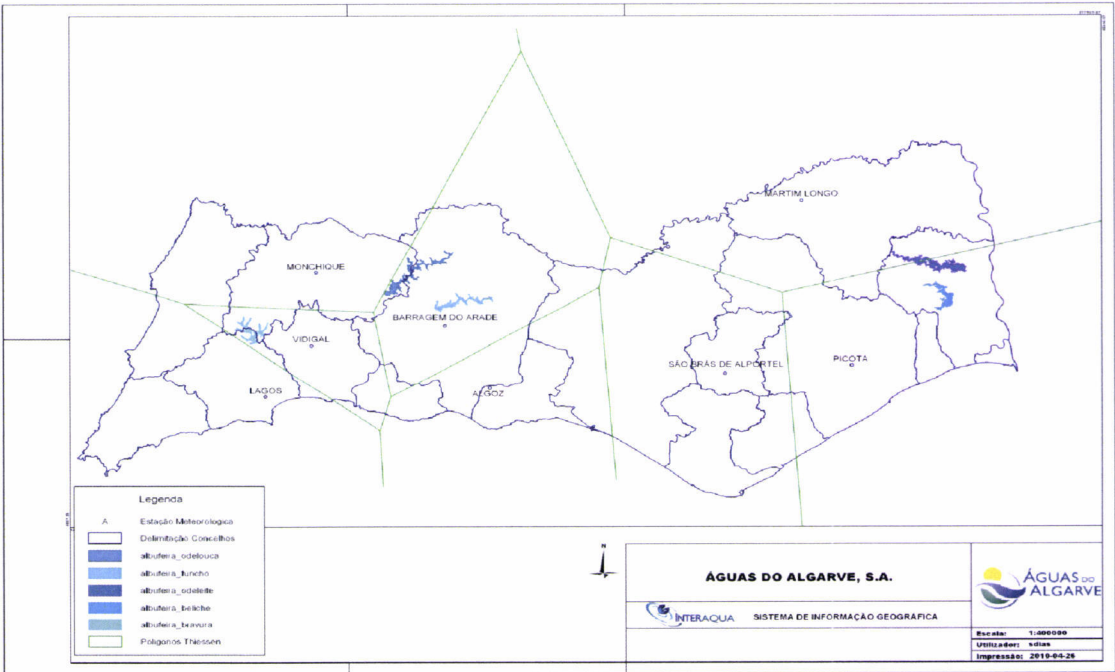 MARTIM LONGO
MONCHIQUE
BARRAGEM DO ARADE
VIDIGAL
SÃO BRÁS DE ALPORTEL
PICOTA
LAGOS
ALGOZ
Legenda
A Estação Meteorologica
Delimitação Concelhos
albufeira_odelouca
albufeira_funcho
albufeira_odeleite
albufeira_beliche
albufeira_bravura
Poligonos Thiessen
N
ÁGUAS DO ALGARVE, S.A.
INTERAQUA SISTEMA DE INFORMAÇÃO GEOGRÁFICA
ÁGUAS DO
ALGARVE
Escala: 1:400000
Utilizador: sdias
Impressão: 2010-04-26